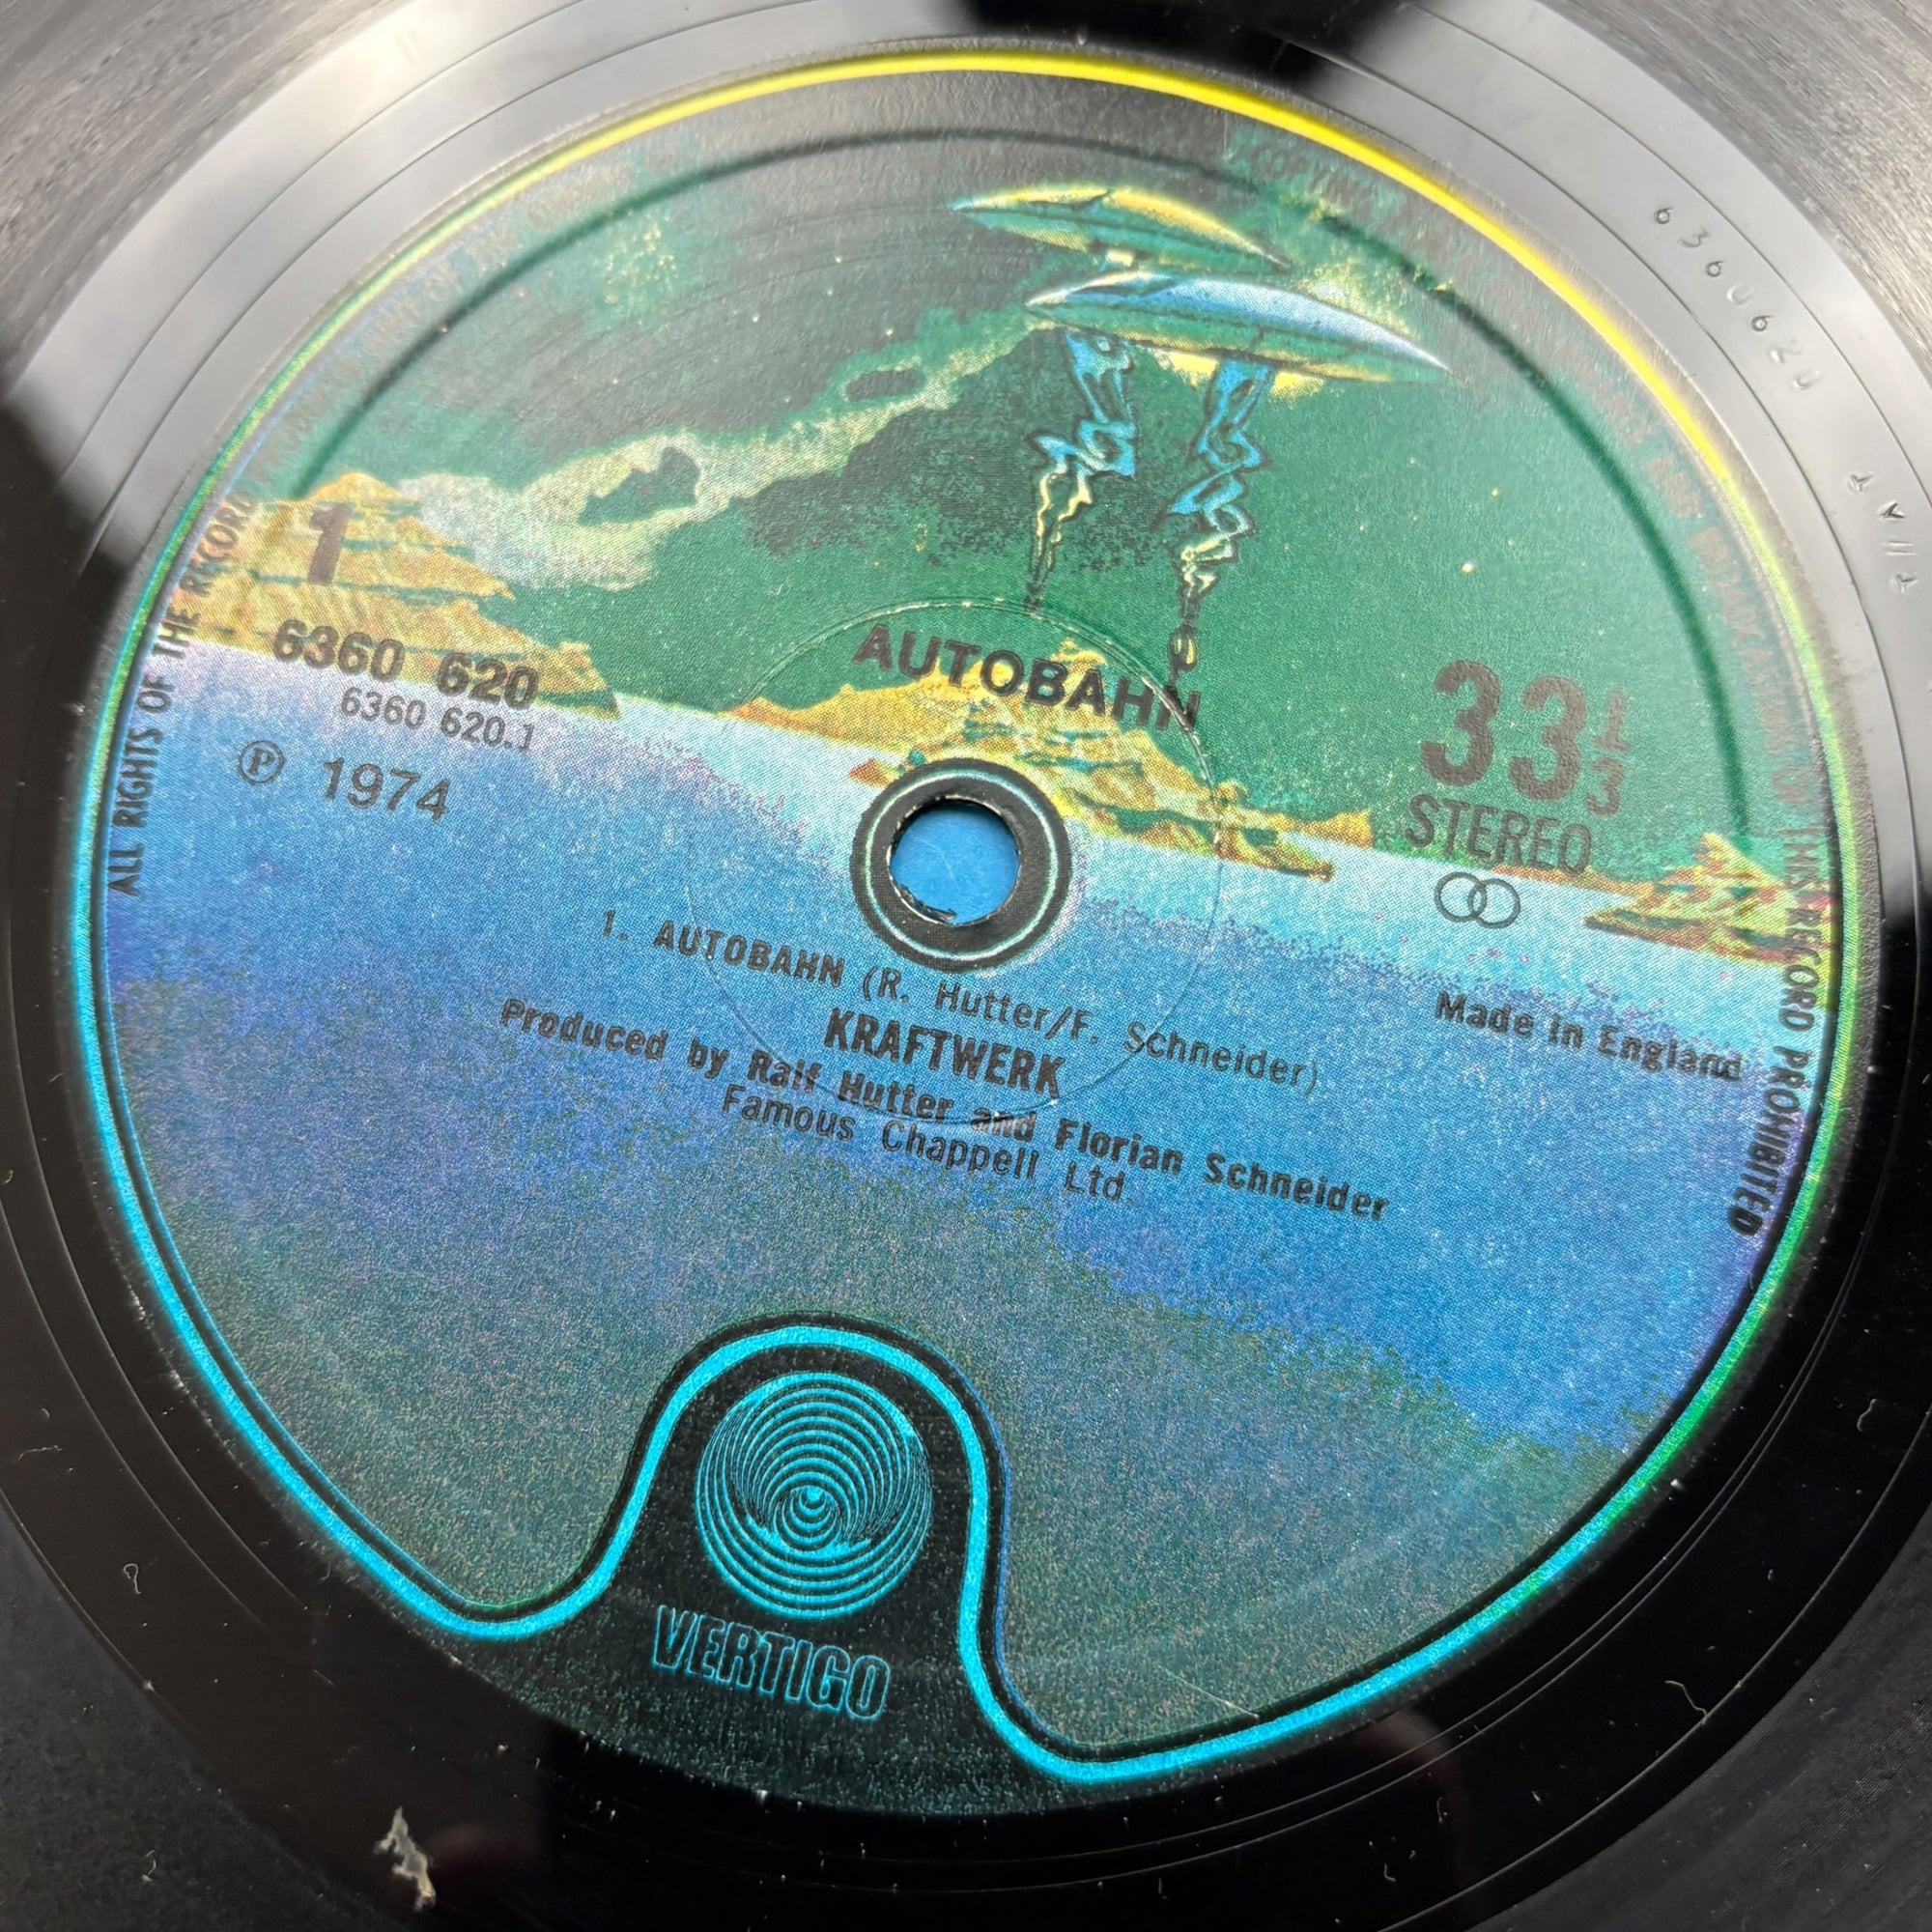 ALL RIGHTS OF THE RECORD
COPYING
THIS RECORD PROHIBITED
1
6360 620
6360 620.1
Ⓟ 1974
AUTOBAHN
33⅓
STEREO
Made in England
1. AUTOBAHN (R. Hutter/F. Schneider)
KRAFTWERK
Produced by Ralf Hutter and Florian Schneider
Famous Chappell Ltd.
VERTIGO